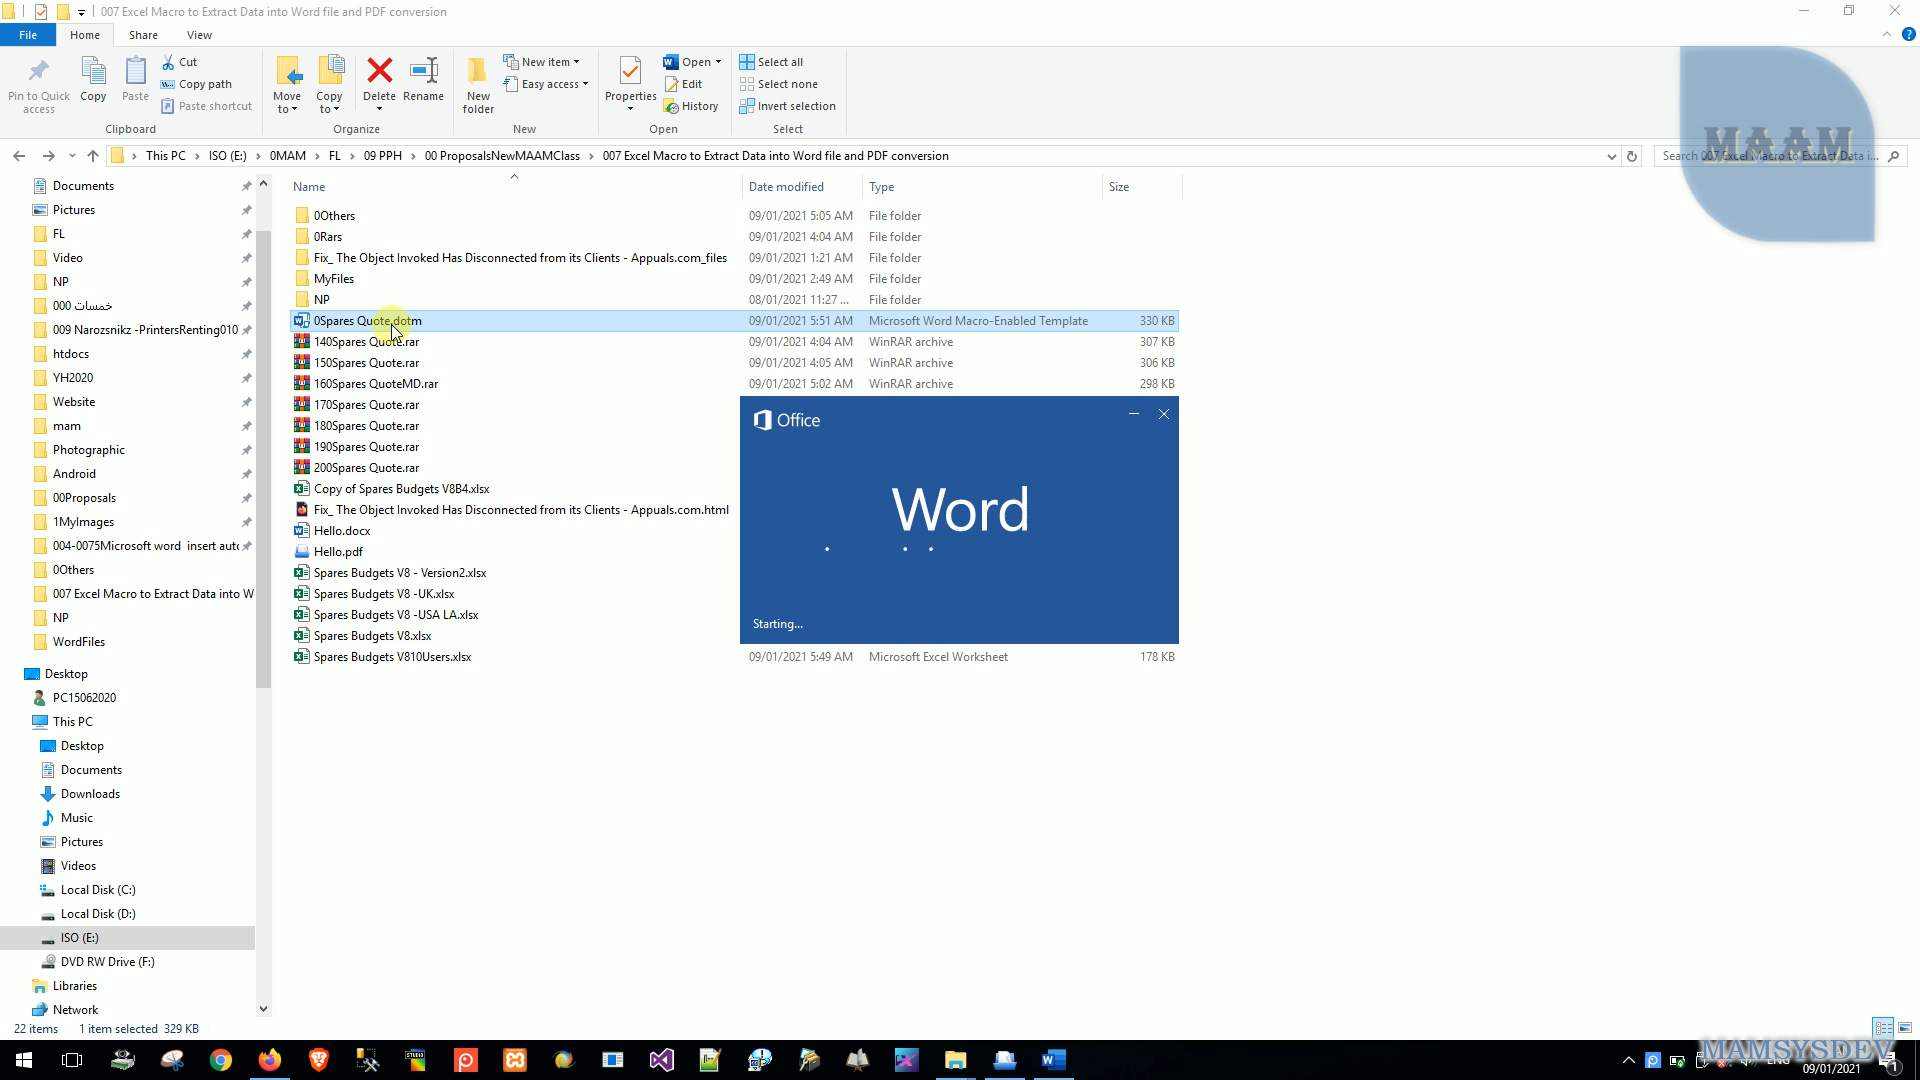 007 Excel Macro to Extract Data into Word file and PDF conversion
File
Home
Share
View
Pin to Quick access
Copy
Paste
Cut
Copy path
Paste shortcut
Clipboard
Move to
Copy to
Delete
Rename
Organize
New folder
New item
Easy access
New
Properties
Open
Edit
History
Open
Select all
Select none
Invert selection
Select
MAAM
This PC › ISO (E:) › 0MAM › FL › 09 PPH › 00 ProposalsNewMAAMClass › 007 Excel Macro to Extract Data into Word file and PDF conversion
Search 007 Excel Macro to Extract Data i...
Documents
Pictures
FL
Video
NP
000 خمسات
009 Narozsnikz -PrintersRenting010
htdocs
YH2020
Website
mam
Photographic
Android
00Proposals
1MyImages
004-0075Microsoft word insert aut
0Others
007 Excel Macro to Extract Data into W
NP
WordFiles
Desktop
PC15062020
This PC
Desktop
Documents
Downloads
Music
Pictures
Videos
Local Disk (C:)
Local Disk (D:)
ISO (E:)
DVD RW Drive (F:)
Libraries
Network
Name Date modified Type Size
0Others 09/01/2021 5:05 AM File folder
0Rars 09/01/2021 4:04 AM File folder
Fix_ The Object Invoked Has Disconnected from its Clients - Appuals.com_files 09/01/2021 1:21 AM File folder
MyFiles 09/01/2021 2:49 AM File folder
NP 08/01/2021 11:27 ... File folder
0Spares Quote.dotm 09/01/2021 5:51 AM Microsoft Word Macro-Enabled Template 330 KB
140Spares Quote.rar 09/01/2021 4:04 AM WinRAR archive 307 KB
150Spares Quote.rar 09/01/2021 4:05 AM WinRAR archive 306 KB
160Spares QuoteMD.rar 09/01/2021 5:02 AM WinRAR archive 298 KB
170Spares Quote.rar
180Spares Quote.rar
190Spares Quote.rar
200Spares Quote.rar
Copy of Spares Budgets V8B4.xlsx
Fix_ The Object Invoked Has Disconnected from its Clients - Appuals.com.html
Hello.docx
Hello.pdf
Spares Budgets V8 - Version2.xlsx
Spares Budgets V8 -UK.xlsx
Spares Budgets V8 -USA LA.xlsx
Spares Budgets V8.xlsx
Spares Budgets V810Users.xlsx 09/01/2021 5:49 AM Microsoft Excel Worksheet 178 KB
Office
Word
Starting...
22 items 1 item selected 329 KB
STUDIO
MAMSYSDEV
ENG
09/01/2021
1